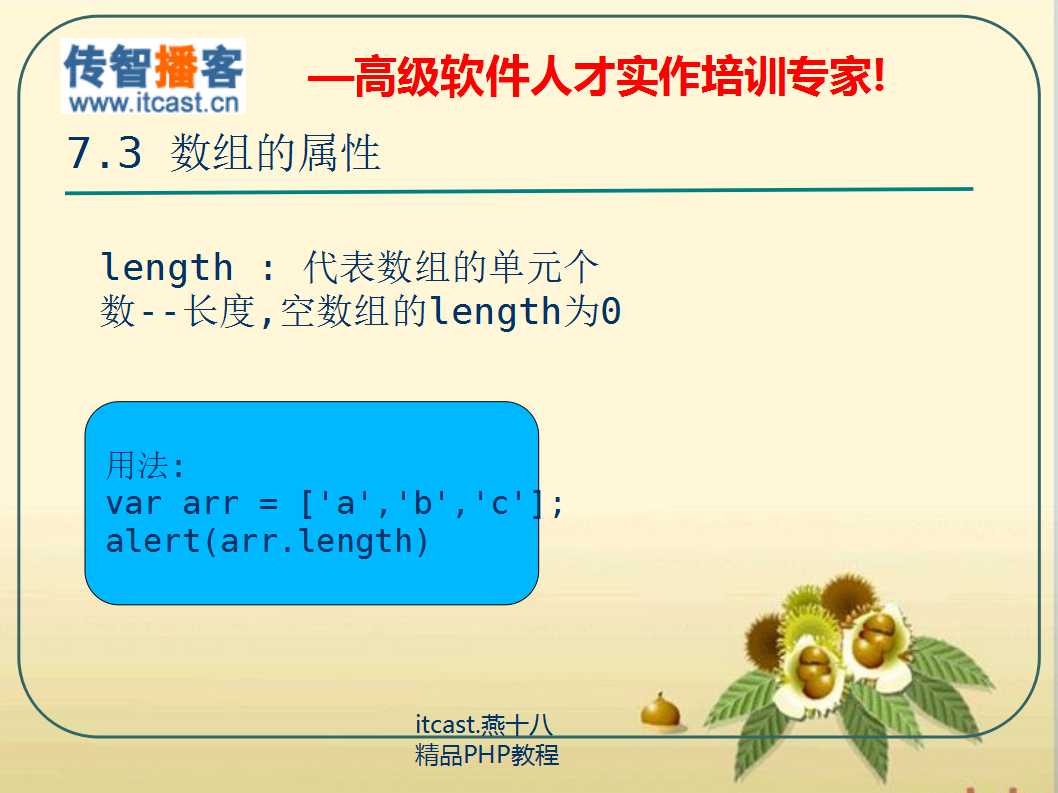 传智播客
www.itcast.cn
—高级软件人才实作培训专家!
7.3 数组的属性
length : 代表数组的单元个
数--长度,空数组的length为0
用法:
var arr = ['a','b','c'];
alert(arr.length)
itcast.燕十八
精品PHP教程